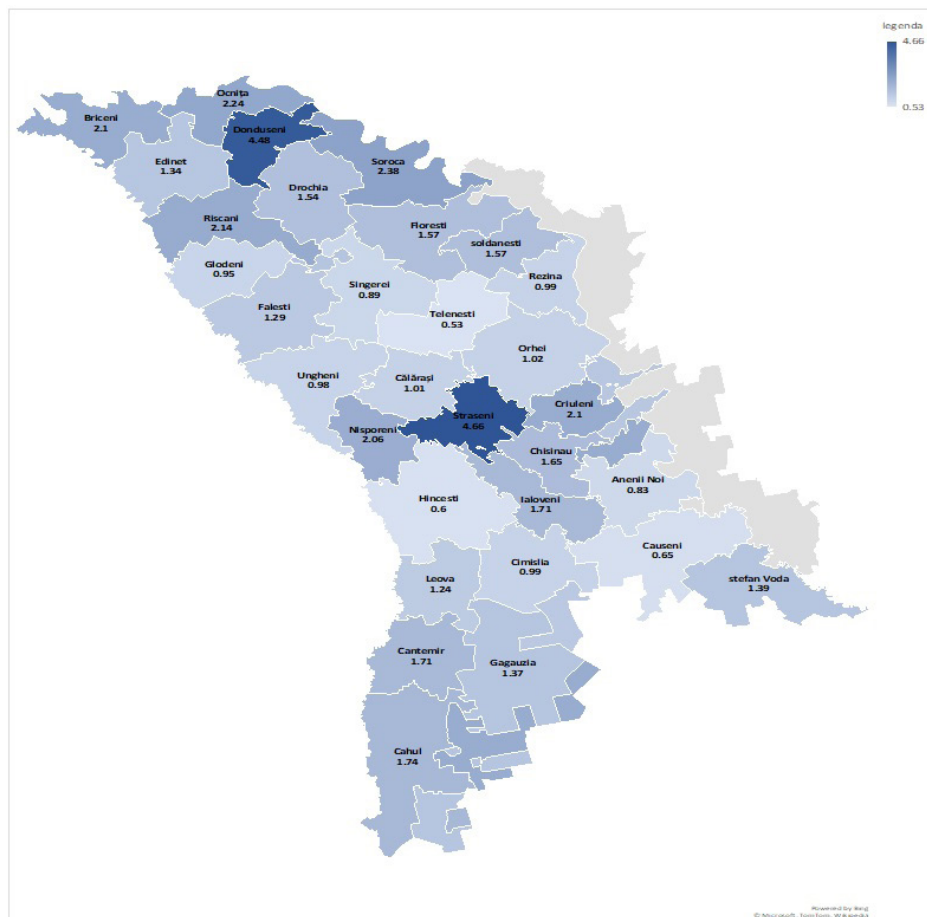 legenda
4.66
0.53
Ocnița
2.24
Briceni
2.1
Donduseni
4.48
Edinet
1.34
Soroca
2.38
Drochia
1.54
Riscani
2.14
Floresti
1.57
soldanesti
1.57
Glodeni
0.95
Singerei
0.89
Rezina
0.99
Falesti
1.29
Telenesti
0.53
Orhei
1.02
Ungheni
0.98
Călărași
1.01
Criuleni
2.1
Straseni
4.66
Nisporeni
2.06
Chisinau
1.65
Anenii Noi
0.83
Hincesti
0.6
Ialoveni
1.71
Causeni
0.65
Cimislia
0.99
Leova
1.24
stefan Voda
1.39
Cantemir
1.71
Gagauzia
1.37
Cahul
1.74
Powered by Bing
© Microsoft, TomTom, Wikipedia